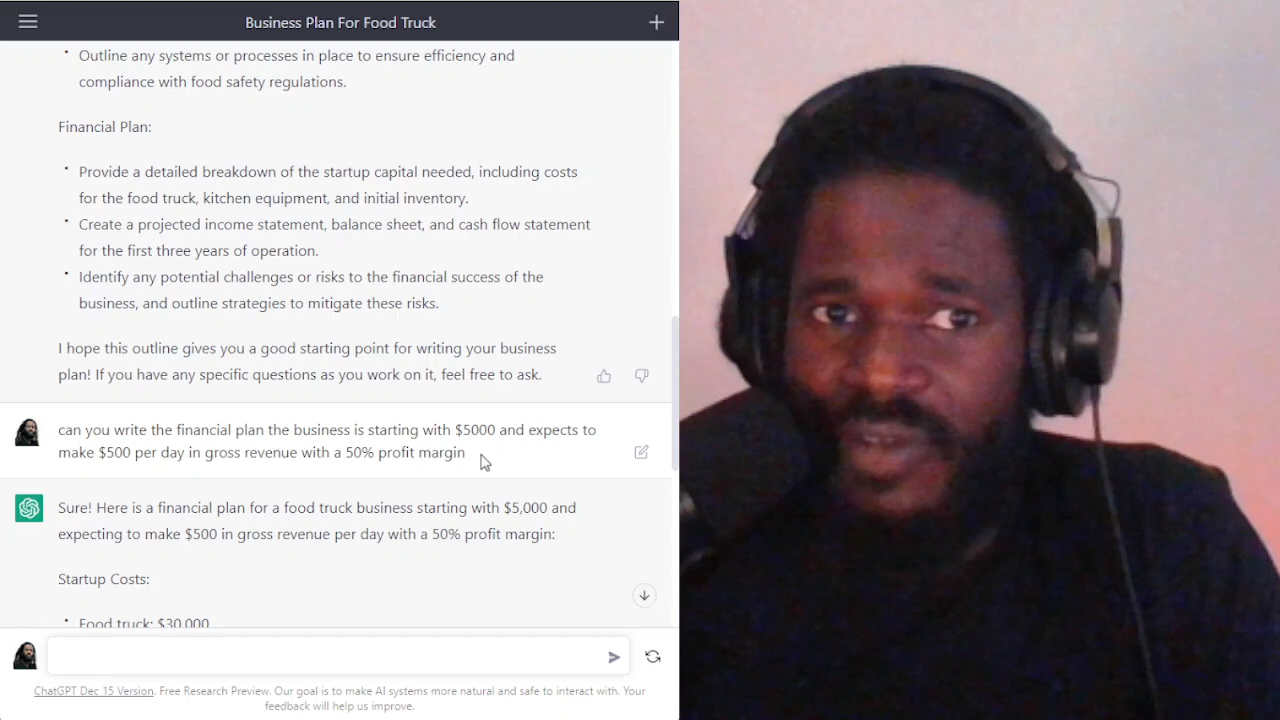 Business Plan For Food Truck
Outline any systems or processes in place to ensure efficiency and
compliance with food safety regulations.
Financial Plan:
Provide a detailed breakdown of the startup capital needed, including costs
for the food truck, kitchen equipment, and initial inventory.
Create a projected income statement, balance sheet, and cash flow statement
for the first three years of operation.
Identify any potential challenges or risks to the financial success of the
business, and outline strategies to mitigate these risks.
I hope this outline gives you a good starting point for writing your business
plan! If you have any specific questions as you work on it, feel free to ask.
can you write the financial plan the business is starting with $5000 and expects to
make $500 per day in gross revenue with a 50% profit margin
Sure! Here is a financial plan for a food truck business starting with $5,000 and
expecting to make $500 in gross revenue per day with a 50% profit margin:
Startup Costs:
Food truck: $30,000
ChatGPT Dec 15 Version. Free Research Preview. Our goal is to make AI systems more natural and safe to interact with. Your
feedback will help us improve.